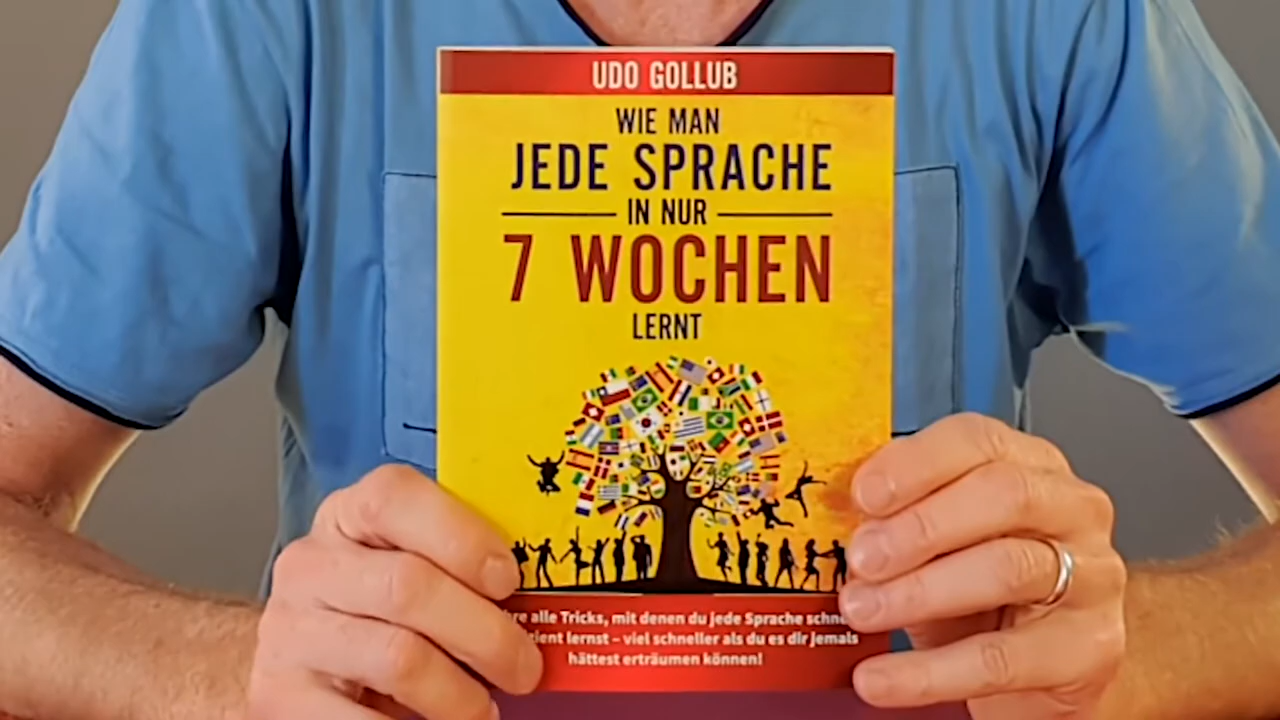 UDO GOLLUB
WIE MAN
JEDE SPRACHE
IN NUR
7 WOCHEN
LERNT
alle Tricks, mit denen du jede Sprache
lernst – viel schneller als du es dir jemals
hättest erträumen können!